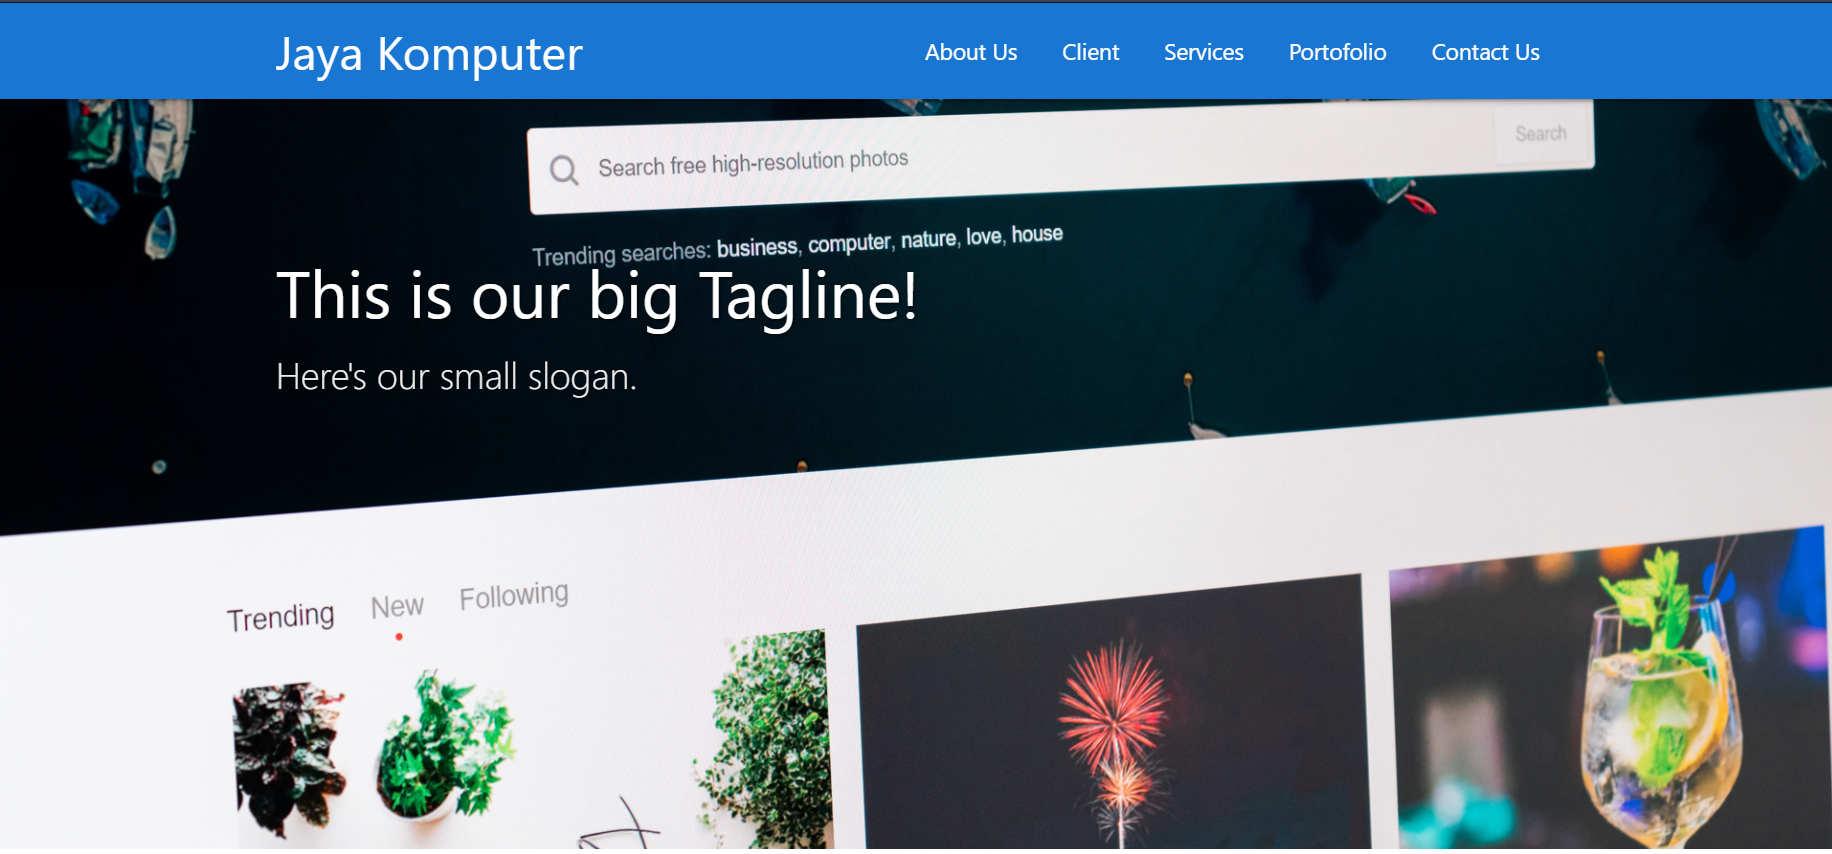 Jaya Komputer
About Us Client Services Portofolio Contact Us
Search free high-resolution photos Search
Trending searches: business, computer, nature, love, house
This is our big Tagline!
Here's our small slogan.
Trending New Following